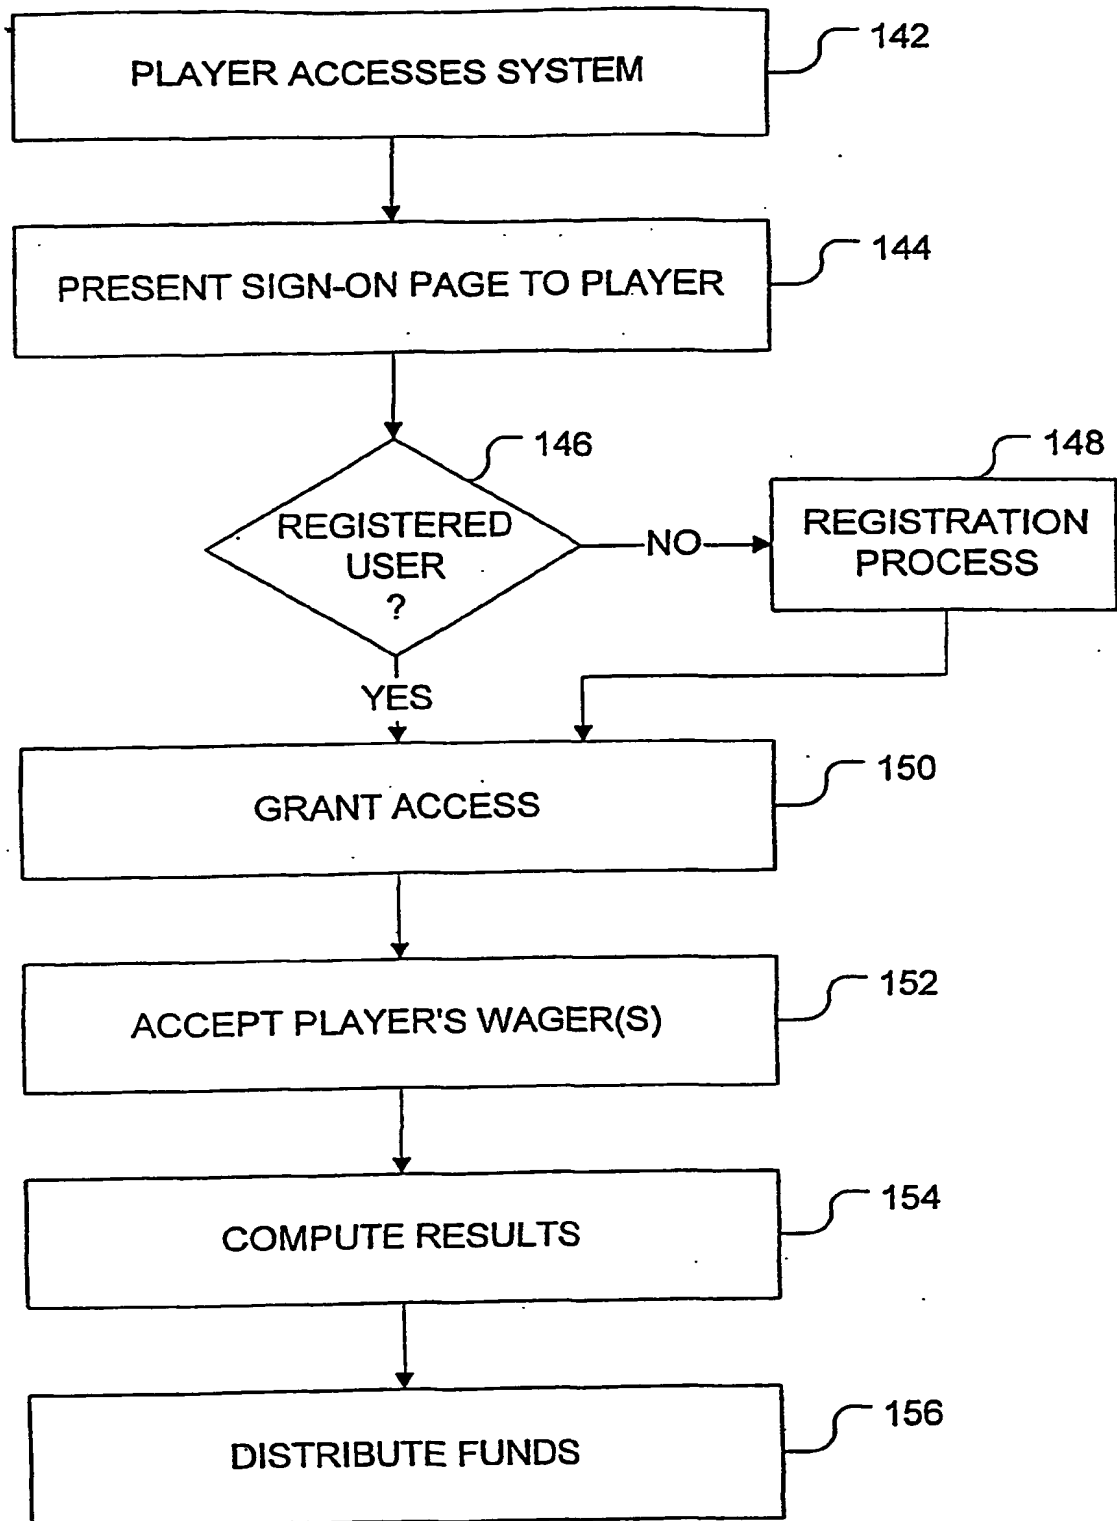 142
PLAYER ACCESSES SYSTEM
144
PRESENT SIGN-ON PAGE TO PLAYER
146
REGISTERED
USER
?
NO
148
REGISTRATION
PROCESS
YES
150
GRANT ACCESS
152
ACCEPT PLAYER'S WAGER(S)
154
COMPUTE RESULTS
156
DISTRIBUTE FUNDS